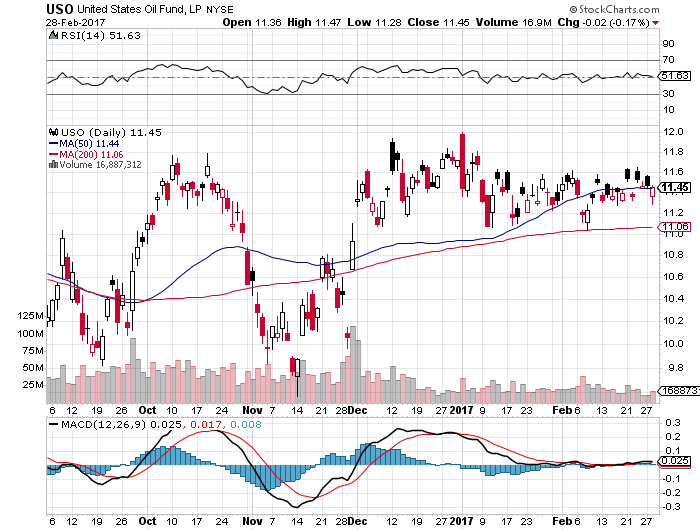 USO United States Oil Fund, LP NYSE © StockCharts.com
28-Feb-2017 Open 11.36 High 11.47 Low 11.28 Close 11.45 Volume 16.9M Chg -0.02 (-0.17%)
RSI(14) 51.63
90
70
51.63
30
10
USO (Daily) 11.45
MA(50) 11.44
MA(200) 11.06
Volume 16,887,312
12.0
11.8
11.6
11.45
11.2
11.06
11.0
10.8
10.6
10.4
10.2
10.0
9.8
125M
100M
75M
50M
25M
9.6
168873
6 12 19 26 Oct 10 17 24 Nov 7 14 21 28 Dec 12 19 27 2017 9 17 23 Feb 6 13 21 27
MACD(12,26,9) 0.025, 0.017, 0.008
0.3
0.2
0.1
0.025
-0.1
-0.2
-0.3
6 12 19 26 Oct 10 17 24 Nov 7 14 21 28 Dec 12 19 27 2017 9 17 23 Feb 6 13 21 27